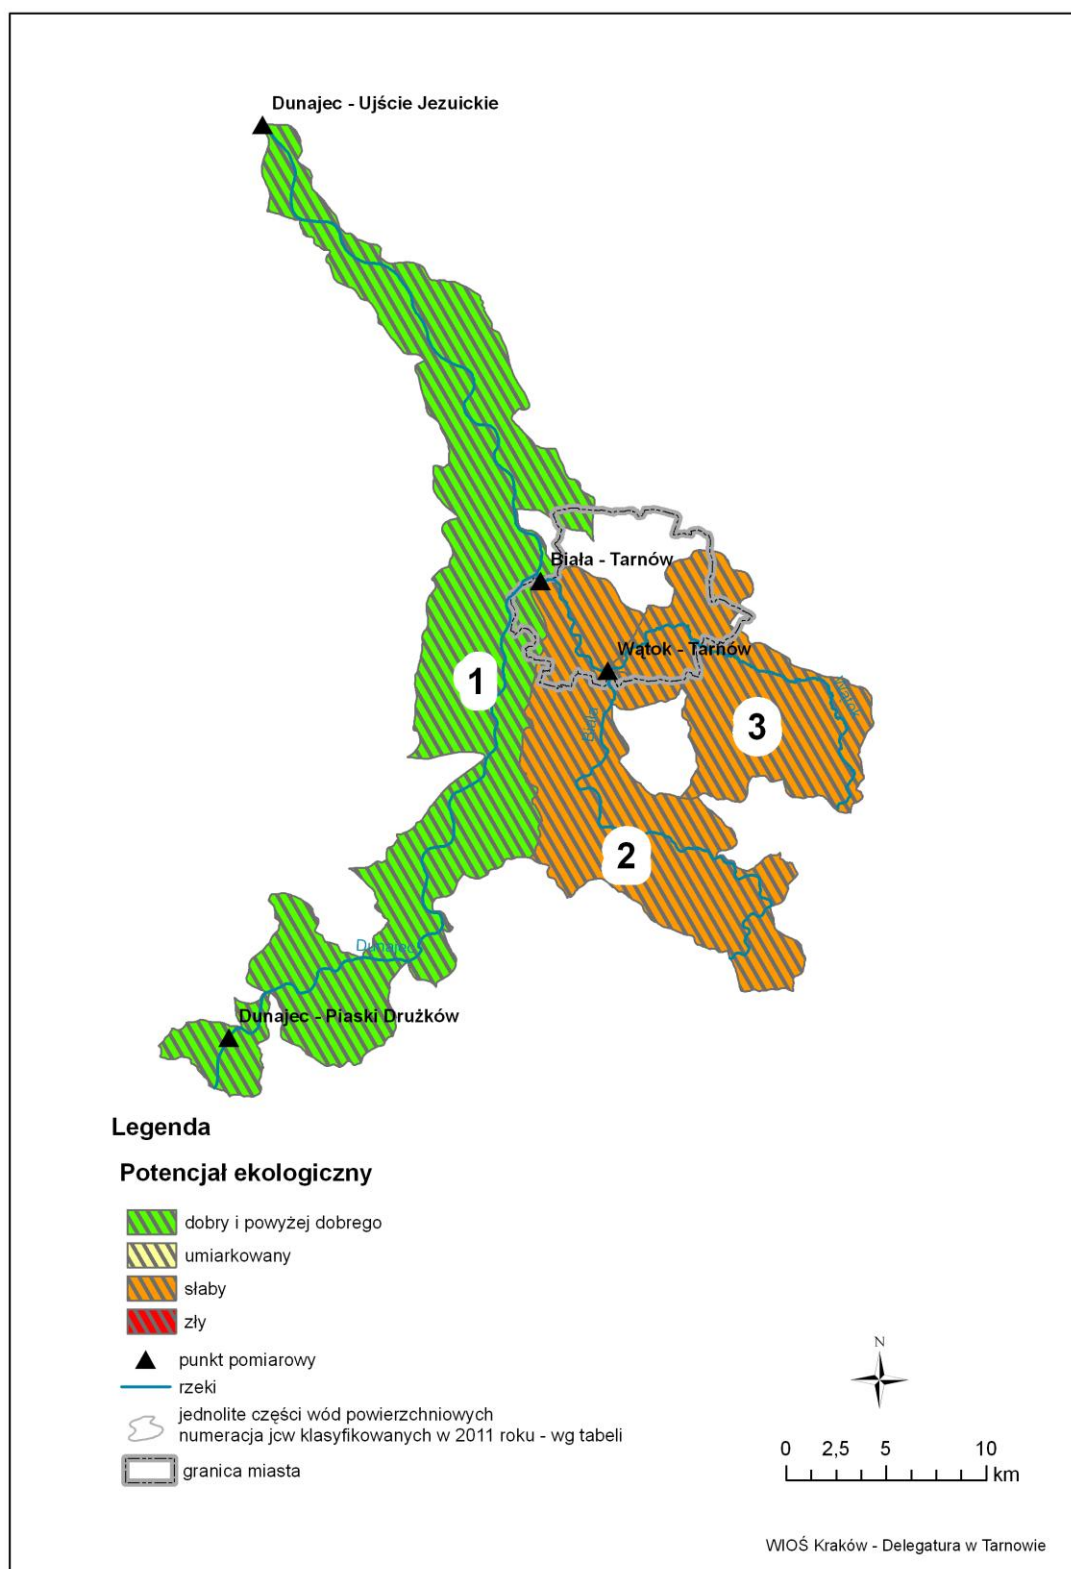 Dunajec - Ujście Jezuickie
Biała - Tarnów
Wątok - Tarnów
1
Wątok
3
Biała
2
Dunajec
Dunajec - Piaski Drużków
Legenda
Potencjał ekologiczny
dobry i powyżej dobrego
umiarkowany
słaby
zły
punkt pomiarowy
rzeki
jednolite części wód powierzchniowych
numeracja jcw klasyfikowanych w 2011 roku - wg tabeli
granica miasta
N
0 2,5 5 10
km
WIOŚ Kraków - Delegatura w Tarnowie